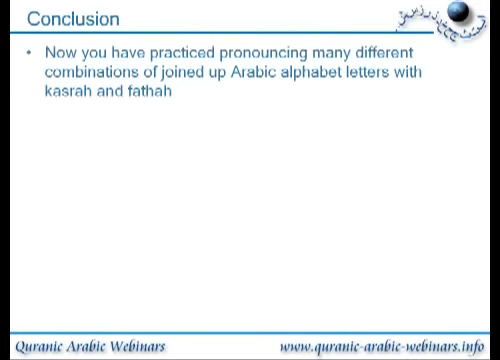 Conclusion
• Now you have practiced pronouncing many different
combinations of joined up Arabic alphabet letters with
kasrah and fathah
Quranic Arabic Webinars
www.quranic-arabic-webinars.info